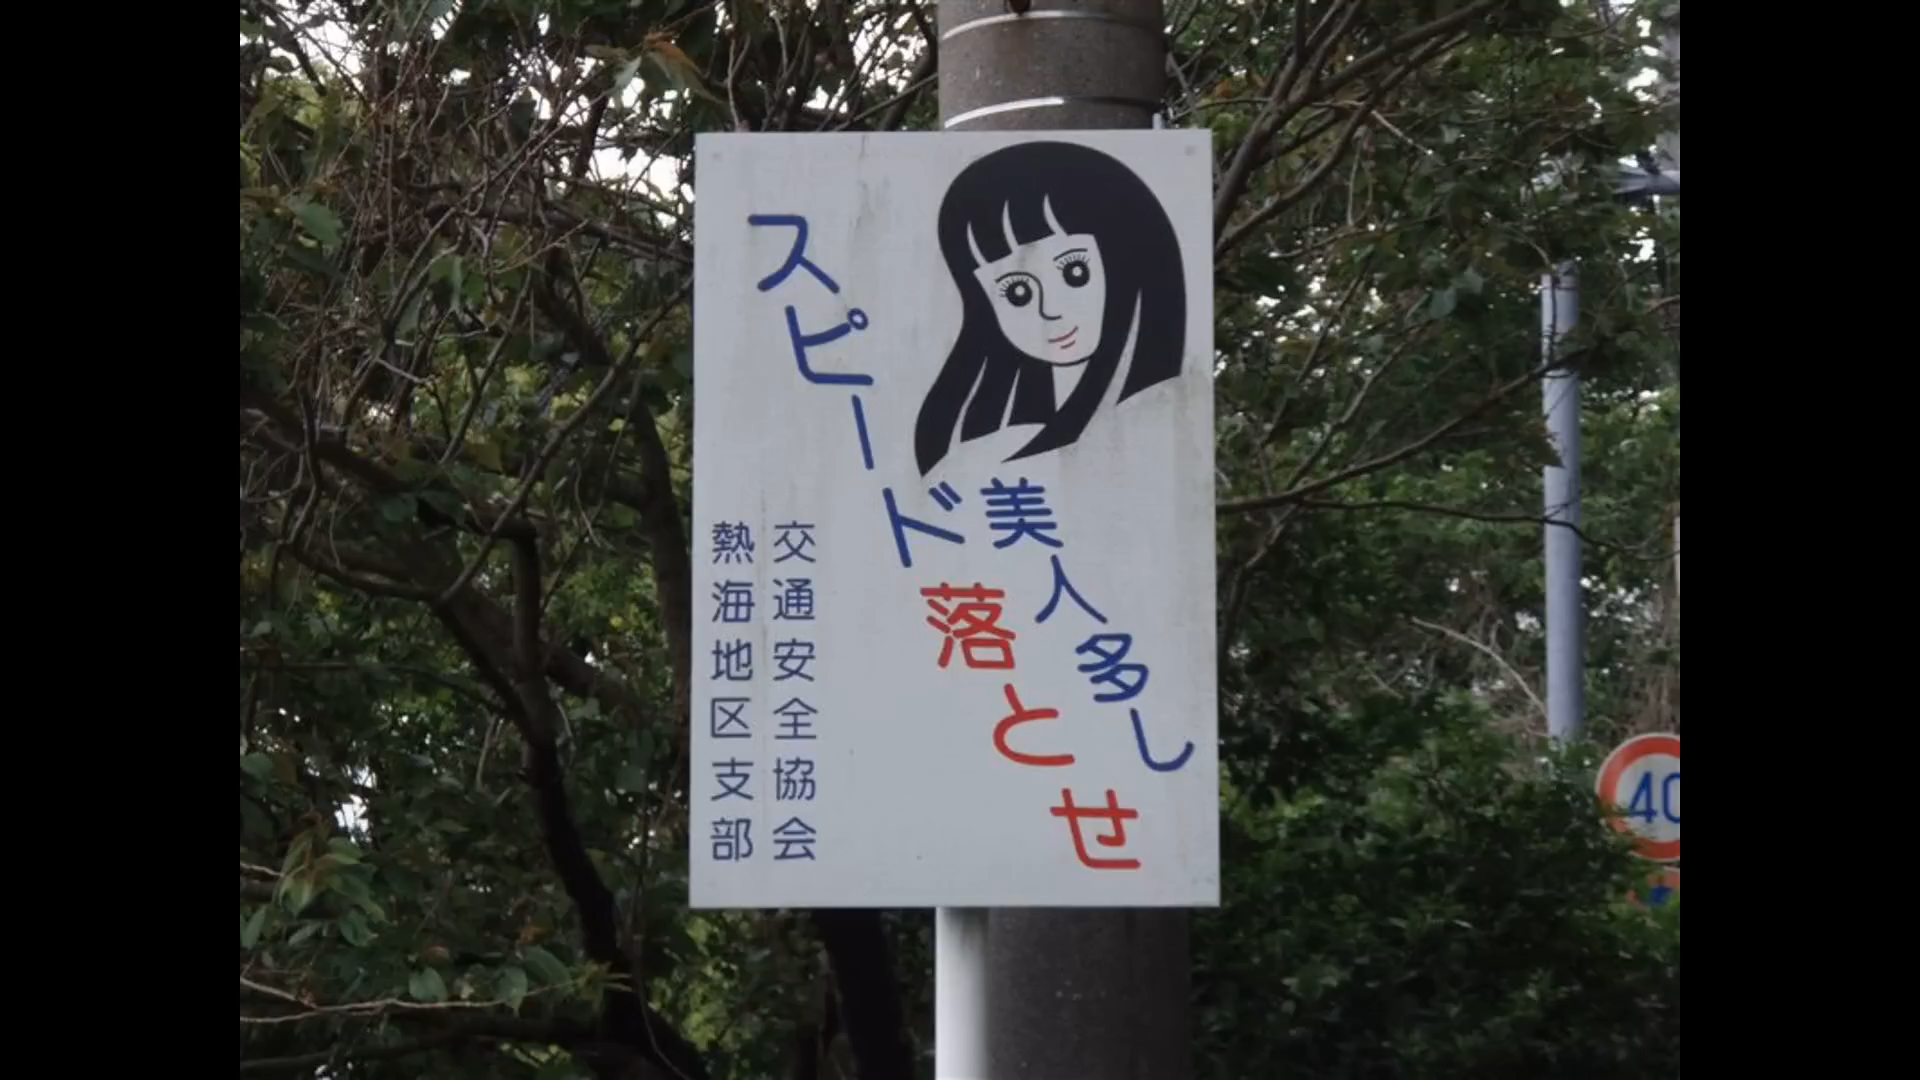 美人多し
スピード落とせ
交通安全協会
熱海地区支部
40